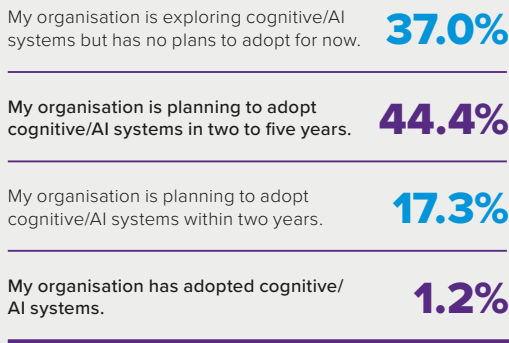 My organisation is exploring cognitive/AI
systems but has no plans to adopt for now.
37.0%
My organisation is planning to adopt
cognitive/AI systems in two to five years.
44.4%
My organisation is planning to adopt
cognitive/AI systems within two years.
17.3%
My organisation has adopted cognitive/
AI systems.
1.2%